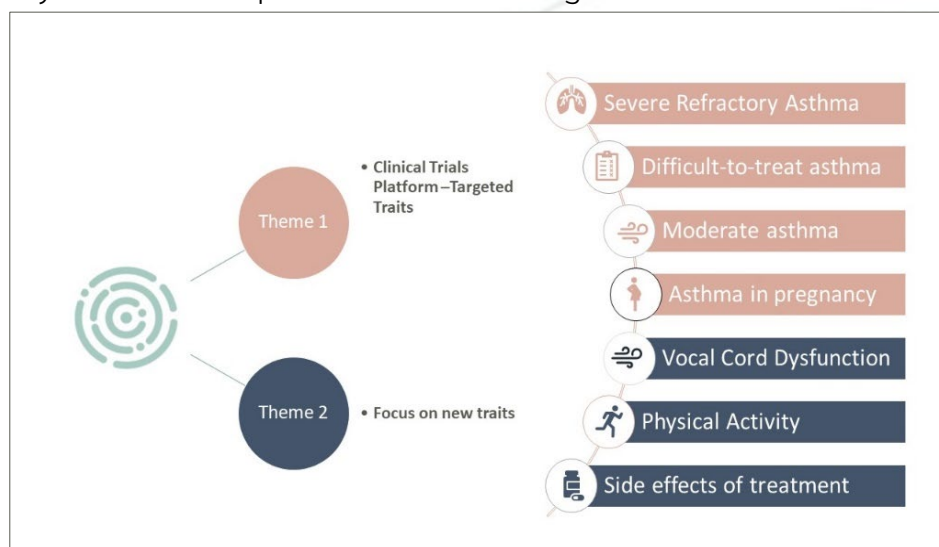 Theme 1
• Clinical Trials
Platform –Targeted
Traits
Theme 2
• Focus on new traits
Severe Refractory Asthma
Difficult-to-treat asthma
Moderate asthma
Asthma in pregnancy
Vocal Cord Dysfunction
Physical Activity
Side effects of treatment